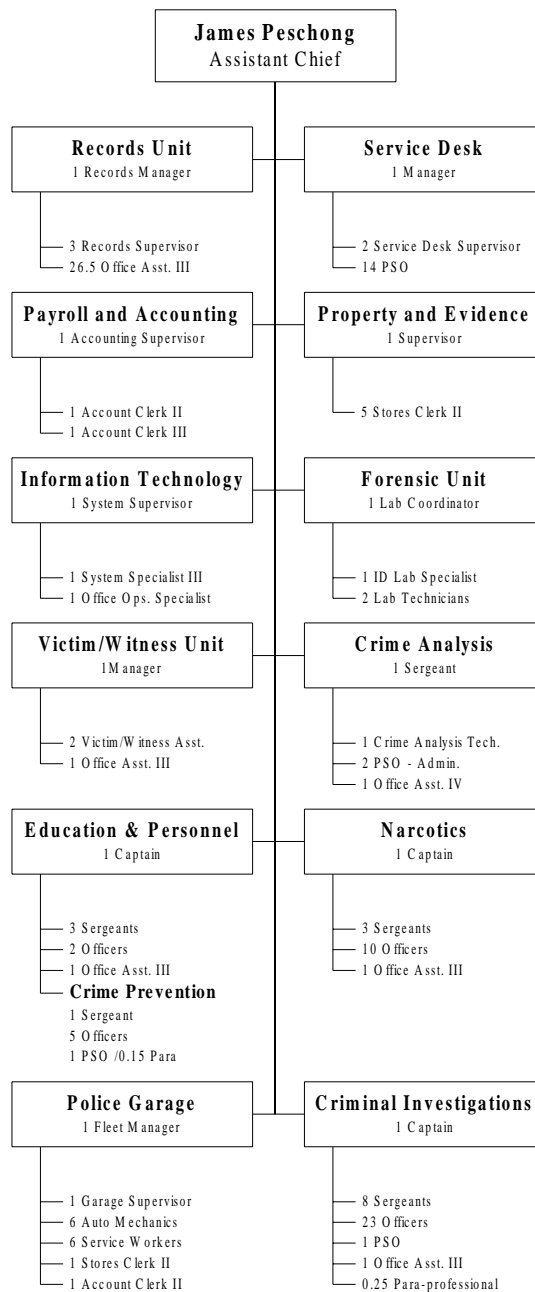 James Peschong
Assistant Chief
Records Unit
1 Records Manager
3 Records Supervisor
26.5 Office Asst. III
Service Desk
1 Manager
2 Service Desk Supervisor
14 PSO
Payroll and Accounting
1 Accounting Supervisor
1 Account Clerk II
1 Account Clerk III
Property and Evidence
1 Supervisor
5 Stores Clerk II
Information Technology
1 System Supervisor
1 System Specialist III
1 Office Ops. Specialist
Forensic Unit
1 Lab Coordinator
1 ID Lab Specialist
2 Lab Technicians
Victim/Witness Unit
1Manager
2 Victim/Witness Asst.
1 Office Asst. III
Crime Analysis
1 Sergeant
1 Crime Analysis Tech.
2 PSO - Admin.
1 Office Asst. IV
Education & Personnel
1 Captain
3 Sergeants
2 Officers
1 Office Asst. III
Crime Prevention
1 Sergeant
5 Officers
1 PSO /0.15 Para
Narcotics
1 Captain
3 Sergeants
10 Officers
1 Office Asst. III
Police Garage
1 Fleet Manager
1 Garage Supervisor
6 Auto Mechanics
6 Service Workers
1 Stores Clerk II
1 Account Clerk II
Criminal Investigations
1 Captain
8 Sergeants
23 Officers
1 PSO
1 Office Asst. III
0.25 Para-professional